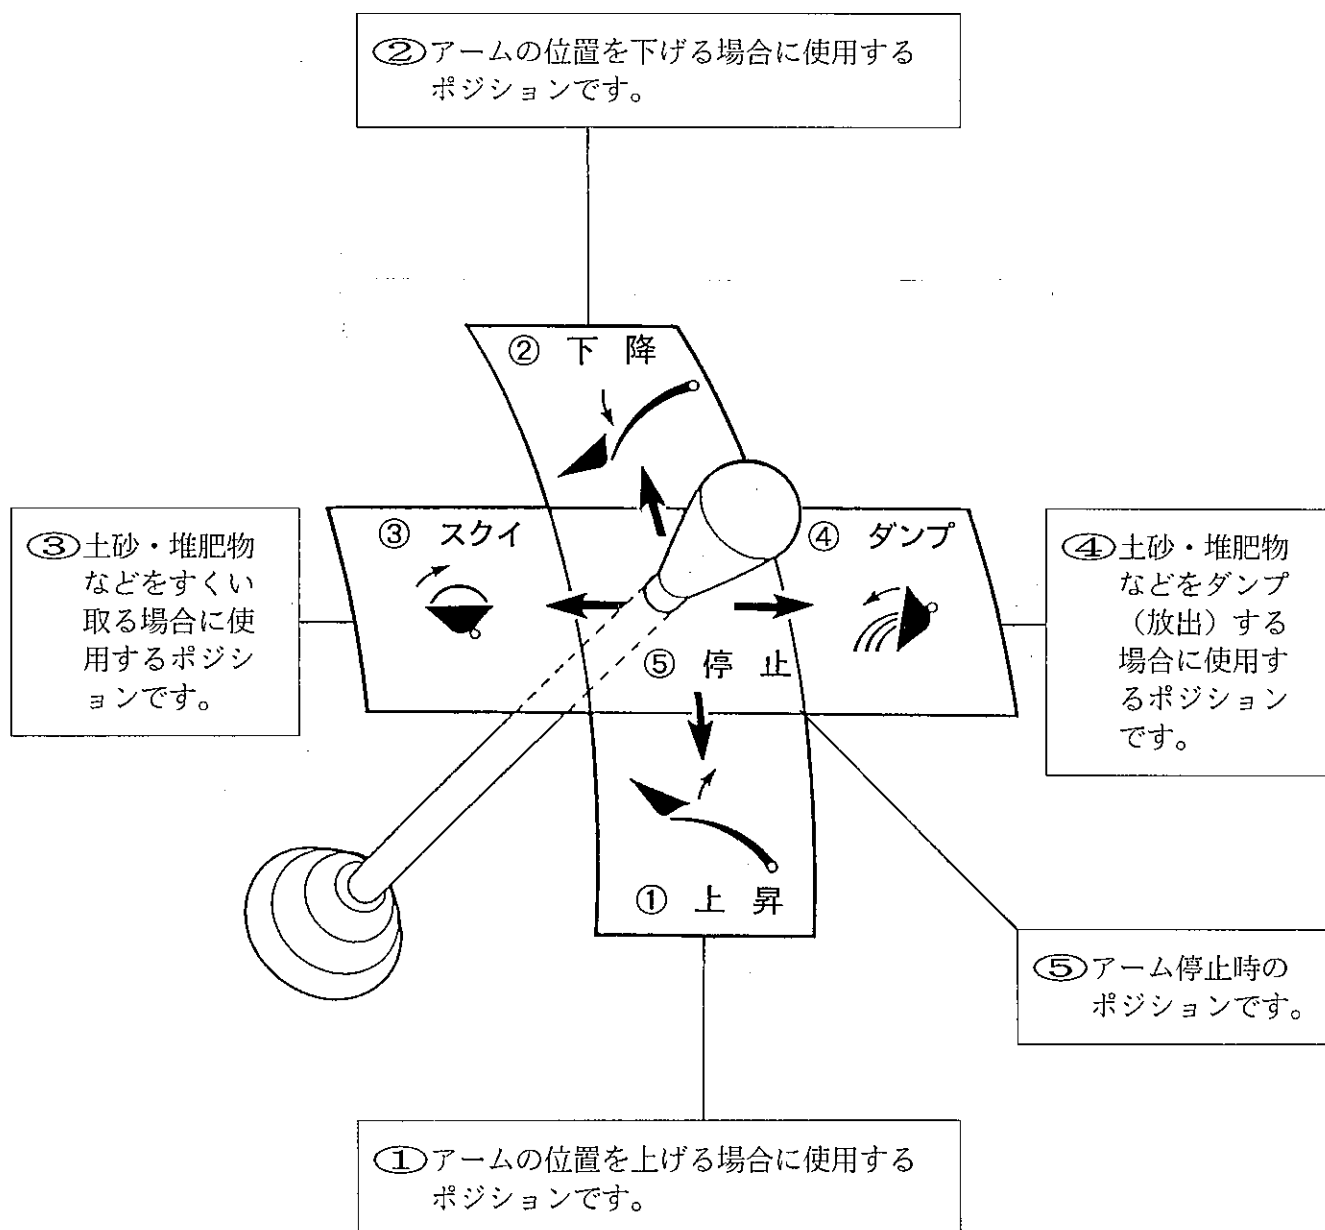 ②アームの位置を下げる場合に使用する
ポジションです。
② 下 降
③土砂・堆肥物
などをすくい
取る場合に使
用するポジシ
ョンです。
③ スクイ
④ ダンプ
④土砂・堆肥物
などをダンプ
（放出）する
場合に使用す
るポジション
です。
⑤ 停 止
① 上 昇
⑤アーム停止時の
ポジションです。
①アームの位置を上げる場合に使用する
ポジションです。